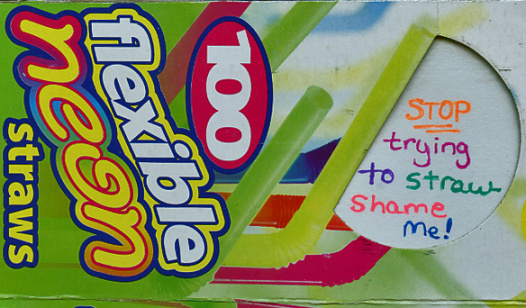 100
flexible
neon
straws
STOP
trying
to straw
Shame
Me!